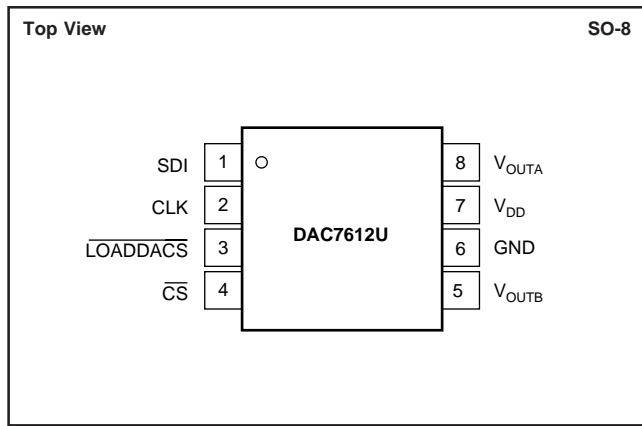 Top View SO-8
SDI 1 8 VOUTA
CLK 2 7 VDD
DAC7612U
LOADDACS 3 6 GND
CS 4 5 VOUTB